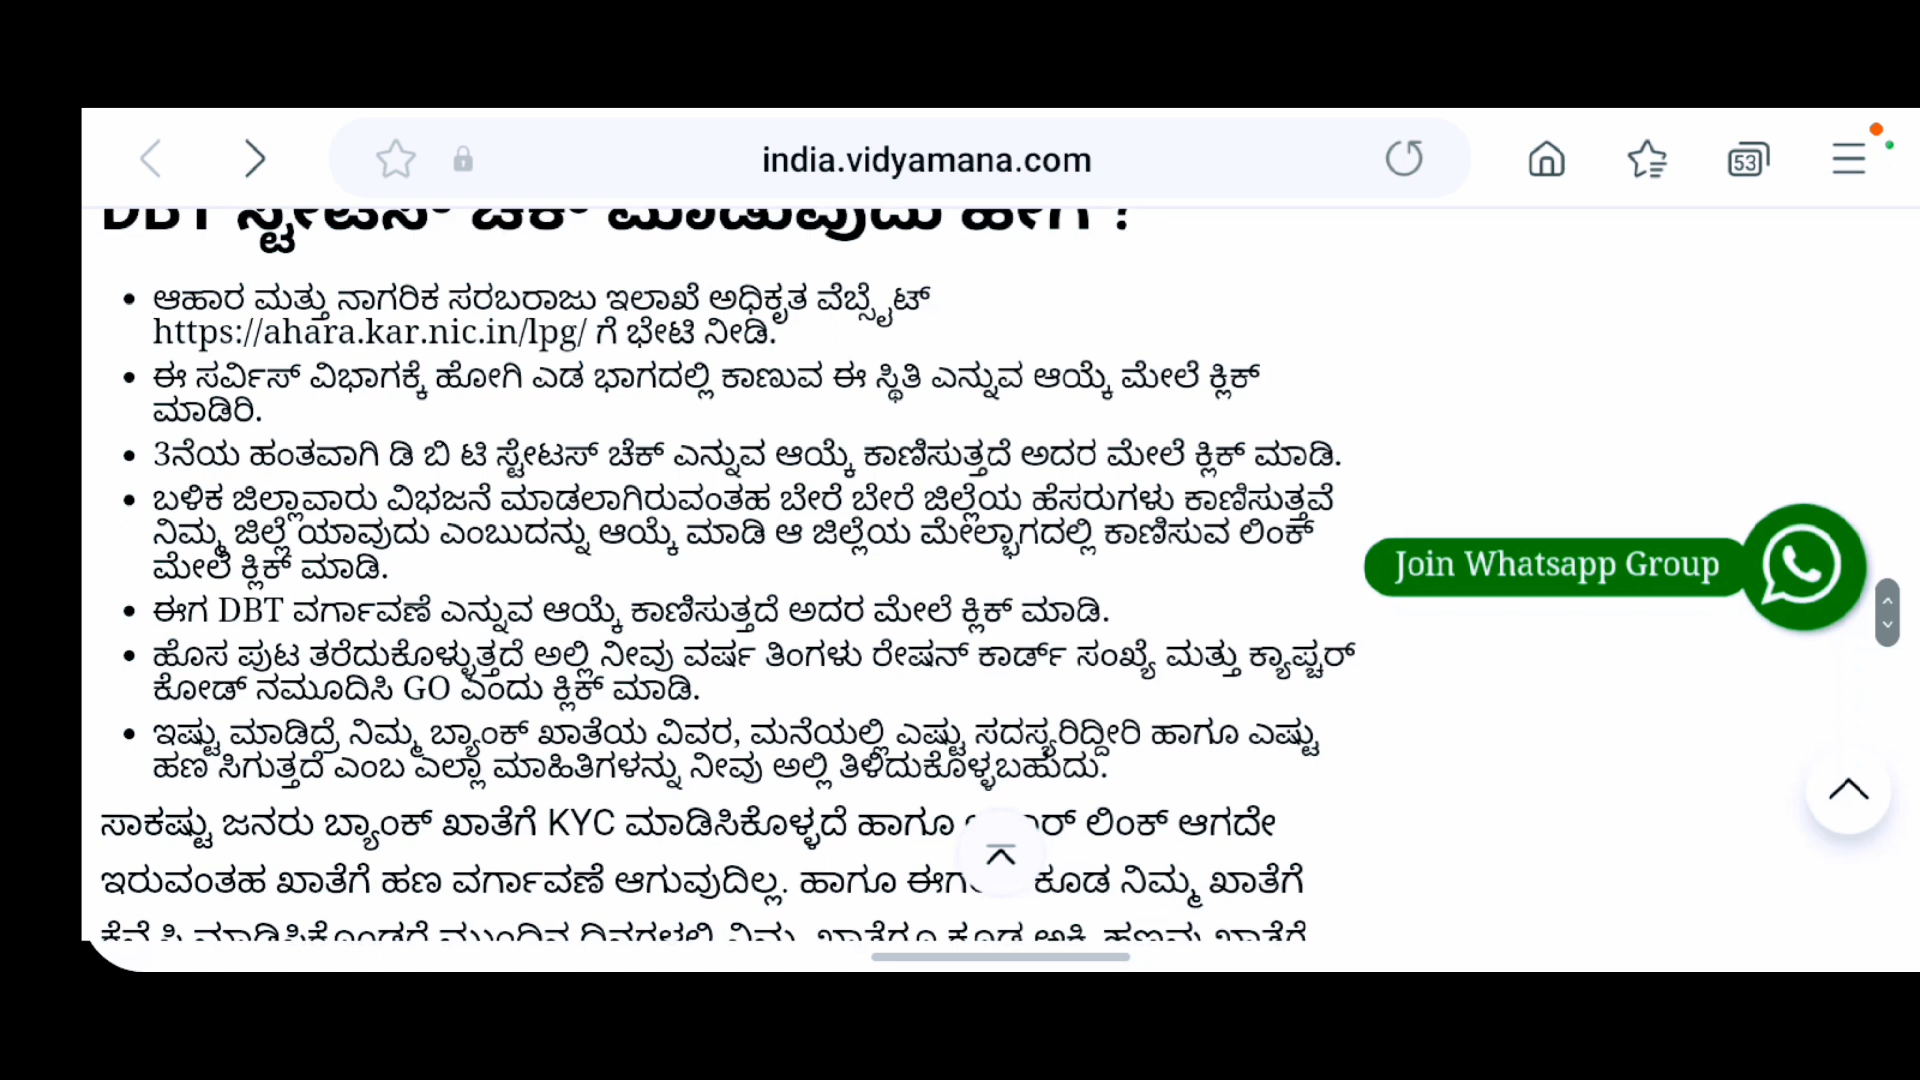 india.vidyamana.com
53
DBT ಸ್ಟೇಟಸ್ ಚೆಕ್ ಮಾಡುವುದು ಹೇಗೆ ?
ಆಹಾರ ಮತ್ತು ನಾಗರಿಕ ಸರಬರಾಜು ಇಲಾಖೆ ಅಧಿಕೃತ ವೆಬ್ಸೈಟ್
https://ahara.kar.nic.in/lpg/ ಗೆ ಭೇಟಿ ನೀಡಿ.
ಈ ಸರ್ವಿಸ್ ವಿಭಾಗಕ್ಕೆ ಹೋಗಿ ಎಡ ಭಾಗದಲ್ಲಿ ಕಾಣುವ ಈ ಸ್ಥಿತಿ ಎನ್ನುವ ಆಯ್ಕೆ ಮೇಲೆ ಕ್ಲಿಕ್
ಮಾಡಿರಿ.
3ನೆಯ ಹಂತವಾಗಿ ಡಿ ಬಿ ಟಿ ಸ್ಟೇಟಸ್ ಚೆಕ್ ಎನ್ನುವ ಆಯ್ಕೆ ಕಾಣಿಸುತ್ತದೆ ಅದರ ಮೇಲೆ ಕ್ಲಿಕ್ ಮಾಡಿ.
ಬಳಿಕ ಜಿಲ್ಲಾವಾರು ವಿಭಜನೆ ಮಾಡಲಾಗಿರುವಂತಹ ಬೇರೆ ಬೇರೆ ಜಿಲ್ಲೆಯ ಹೆಸರುಗಳು ಕಾಣಿಸುತ್ತವೆ
ನಿಮ್ಮ ಜಿಲ್ಲೆ ಯಾವುದು ಎಂಬುದನ್ನು ಆಯ್ಕೆ ಮಾಡಿ ಆ ಜಿಲ್ಲೆಯ ಮೇಲ್ಭಾಗದಲ್ಲಿ ಕಾಣಿಸುವ ಲಿಂಕ್
ಮೇಲೆ ಕ್ಲಿಕ್ ಮಾಡಿ.
Join Whatsapp Group
ಈಗ DBT ವರ್ಗಾವಣೆ ಎನ್ನುವ ಆಯ್ಕೆ ಕಾಣಿಸುತ್ತದೆ ಅದರ ಮೇಲೆ ಕ್ಲಿಕ್ ಮಾಡಿ.
ಹೊಸ ಪುಟ ತರೆದುಕೊಳ್ಳುತ್ತದೆ ಅಲ್ಲಿ ನೀವು ವರ್ಷ ತಿಂಗಳು ರೇಷನ್ ಕಾರ್ಡ್ ಸಂಖ್ಯೆ ಮತ್ತು ಕ್ಯಾಪ್ಚರ್
ಕೋಡ್ ನಮೂದಿಸಿ GO ಎಂದು ಕ್ಲಿಕ್ ಮಾಡಿ.
ಇಷ್ಟು ಮಾಡಿದ್ರೆ ನಿಮ್ಮ ಬ್ಯಾಂಕ್ ಖಾತೆಯ ವಿವರ, ಮನೆಯಲ್ಲಿ ಎಷ್ಟು ಸದಸ್ಯರಿದ್ದೀರಿ ಹಾಗೂ ಎಷ್ಟು
ಹಣ ಸಿಗುತ್ತದೆ ಎಂಬ ಎಲ್ಲಾ ಮಾಹಿತಿಗಳನ್ನು ನೀವು ಅಲ್ಲಿ ತಿಳಿದುಕೊಳ್ಳಬಹುದು.
ಸಾಕಷ್ಟು ಜನರು ಬ್ಯಾಂಕ್ ಖಾತೆಗೆ KYC ಮಾಡಿಸಿಕೊಳ್ಳದೆ ಹಾಗೂ ಲಿಂಕ್ ಆಗದೇ
ಇರುವಂತಹ ಖಾತೆಗೆ ಹಣ ವರ್ಗಾವಣೆ ಆಗುವುದಿಲ್ಲ. ಹಾಗೂ ಕೂಡ ನಿಮ್ಮ ಖಾತೆಗೆ